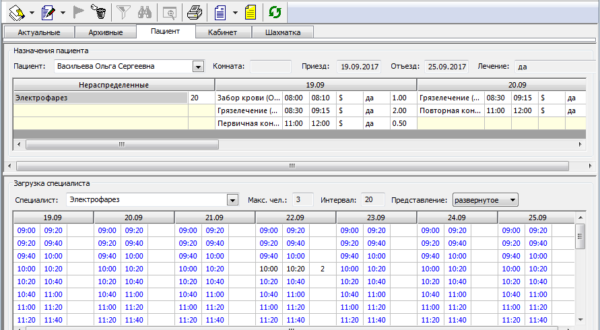 Актуальные Архивные Пациент Кабинет Шахматка
Назначения пациента
Пациент: Васильева Ольга Сергеевна Комната: Приезд: 19.09.2017 Отъезд: 25.09.2017 Лечение: да
Нераспределенные 19.09 20.09
Электрофарез 20 Забор крови (О... 08:00 08:10 $ да 1.00 Грязелечение (... 08:30 09:15 $ да
Грязелечение (... 08:30 09:15 $ да 2.00 Повторная кон... 11:00 12:00 $ да
Первичная кон... 11:00 12:00 $ да 0.50
Загрузка специалиста
Специалист: Электрофарез Макс. чел.: 3 Интервал: 20 Представление: развернутое
19.09 20.09 21.09 22.09 23.09 24.09 25.09
09:00 09:20 09:00 09:20 09:00 09:20 09:00 09:20 09:00 09:20 09:00 09:20 09:00 09:20
09:20 09:40 09:20 09:40 09:20 09:40 09:20 09:40 09:20 09:40 09:20 09:40 09:20 09:40
09:40 10:00 09:40 10:00 09:40 10:00 09:40 10:00 09:40 10:00 09:40 10:00 09:40 10:00
10:00 10:20 10:00 10:20 10:00 10:20 10:00 10:20 2 10:00 10:20 10:00 10:20 10:00 10:20
10:20 10:40 10:20 10:40 10:20 10:40 10:20 10:40 10:20 10:40 10:20 10:40 10:20 10:40
10:40 11:00 10:40 11:00 10:40 11:00 10:40 11:00 10:40 11:00 10:40 11:00 10:40 11:00
11:00 11:20 11:00 11:20 11:00 11:20 11:00 11:20 11:00 11:20 11:00 11:20 11:00 11:20
11:20 11:40 11:20 11:40 11:20 11:40 11:20 11:40 11:20 11:40 11:20 11:40 11:20 11:40